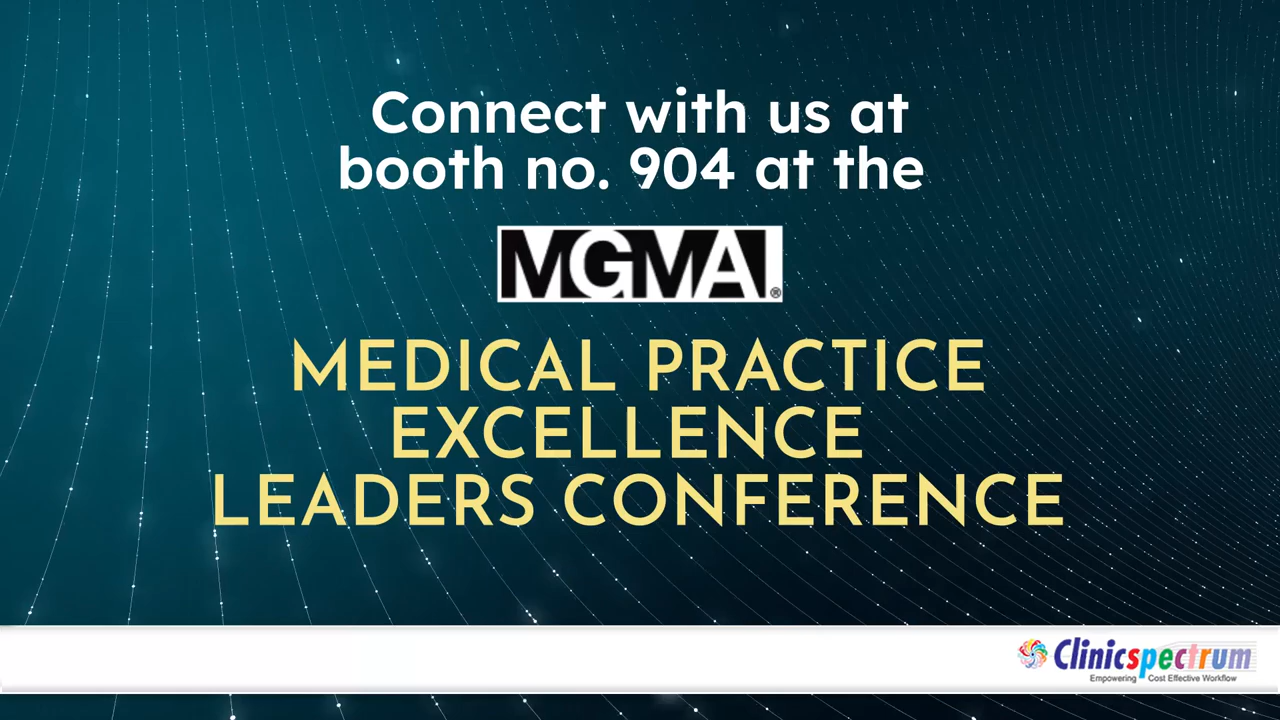 Connect with us at
booth no. 904 at the
MGMA®
MEDICAL PRACTICE
EXCELLENCE
LEADERS CONFERENCE
Clinicspectrum
Empowering Cost Effective Workflow